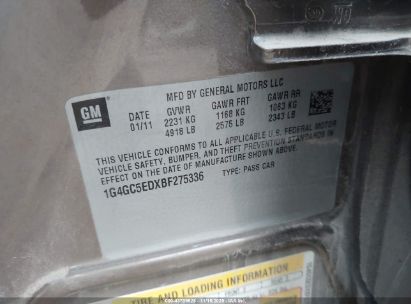 GM
MFD BY GENERAL MOTORS LLC
DATE GVWR GAWR FRT GAWR RR
01/11 2231 KG 1168 KG 1063 KG
4918 LB 2576 LB 2343 LB
THIS VEHICLE CONFORMS TO ALL APPLICABLE U.S. FEDERAL MOTOR
VEHICLE SAFETY, BUMPER, AND THEFT PREVENTION STANDARDS IN
EFFECT ON THE DATE OF MANUFACTURE SHOWN ABOVE.
1G4GC5EDXBF275336 TYPE: PASS CAR
TIRE AND LOADING INFORMATION